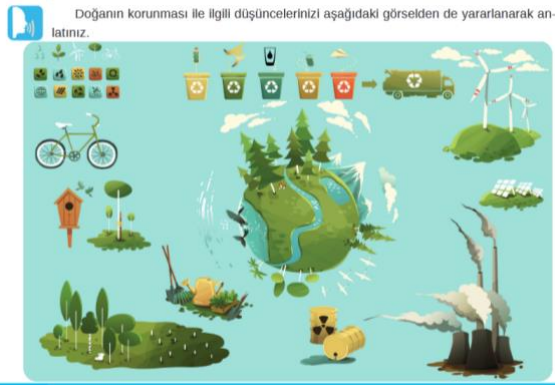 Doğanın korunması ile ilgili düşüncelerinizi aşağıdaki görselden de yararlanarak an-
latınız.